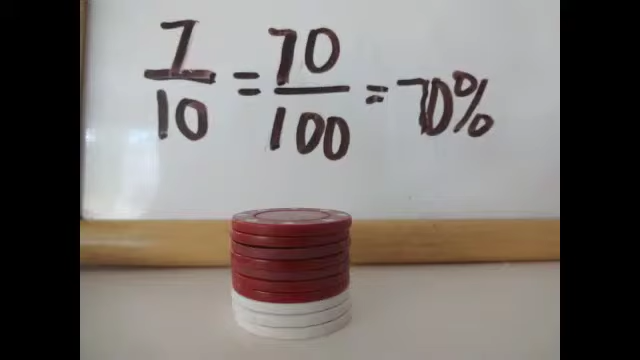 7/10 = 70/100 = 70%